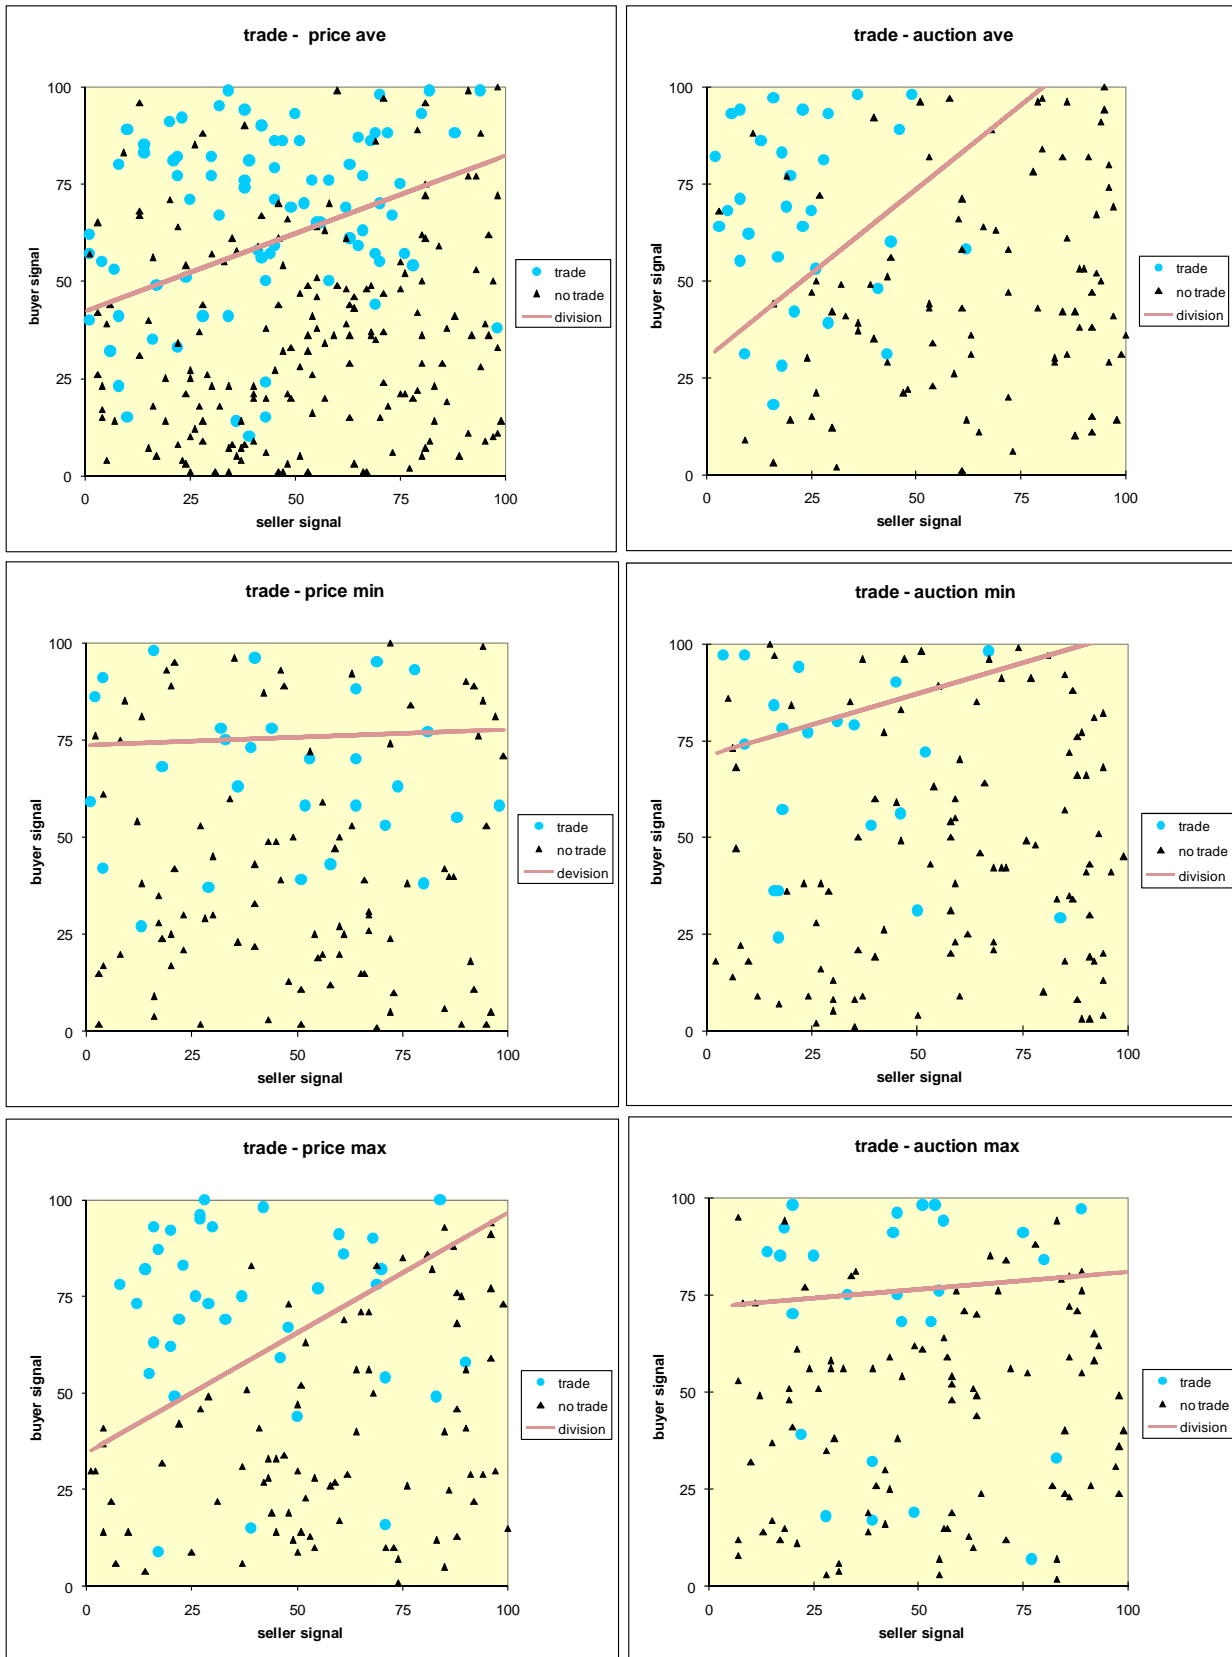 trade - price ave
100
75
50
25
0
0 25 50 75 100
buyer signal
seller signal
trade
no trade
division
trade - auction ave
100
75
50
25
0
0 25 50 75 100
buyer signal
seller signal
trade
no trade
division
trade - price min
100
75
50
25
0
0 25 50 75 100
buyer signal
seller signal
trade
no trade
devision
trade - auction min
100
75
50
25
0
0 25 50 75 100
buyer signal
seller signal
trade
no trade
division
trade - price max
100
75
50
25
0
0 25 50 75 100
buyer signal
seller signal
trade
no trade
division
trade - auction max
100
75
50
25
0
0 25 50 75 100
buyer signal
seller signal
trade
no trade
division